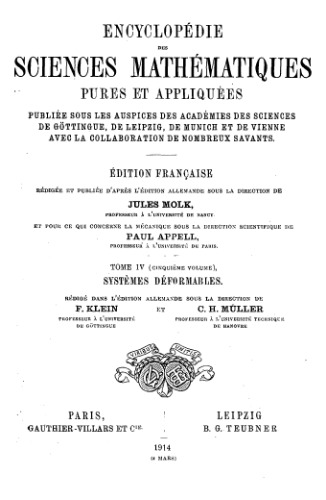 ENCYCLOPÉDIE
DES
SCIENCES MATHÉMATIQUES
PURES ET APPLIQUÉES
PUBLIÉE SOUS LES AUSPICES DES ACADÉMIES DES SCIENCES
DE GÖTTINGUE, DE LEIPZIG, DE MUNICH ET DE VIENNE
AVEC LA COLLABORATION DE NOMBREUX SAVANTS.
ÉDITION FRANÇAISE
RÉDIGÉE ET PUBLIÉE D'APRÈS L'ÉDITION ALLEMANDE SOUS LA DIRECTION DE
JULES MOLK,
PROFESSEUR À L'UNIVERSITÉ DE NANCY
ET POUR CE QUI CONCERNE LA MÉCANIQUE SOUS LA DIRECTION SCIENTIFIQUE DE
PAUL APPELL,
PROFESSEUR À L'UNIVERSITÉ DE PARIS.
TOME IV (CINQUIÈME VOLUME),
SYSTÈMES DÉFORMABLES.
RÉDIGÉ DANS L'ÉDITION ALLEMANDE SOUS LA DIRECTION DE
F. KLEIN ET C. H. MÜLLER
PROFESSEUR À L'UNIVERSITÉ PROFESSEUR À L'UNIVERSITÉ TECHNIQUE
DE GÖTTINGUE DE HANOVRE
VIRIBUS UNITIS
PARIS, LEIPZIG
GAUTHIER-VILLARS ET Cie. B. G. TEUBNER
1914
(6 MARS)